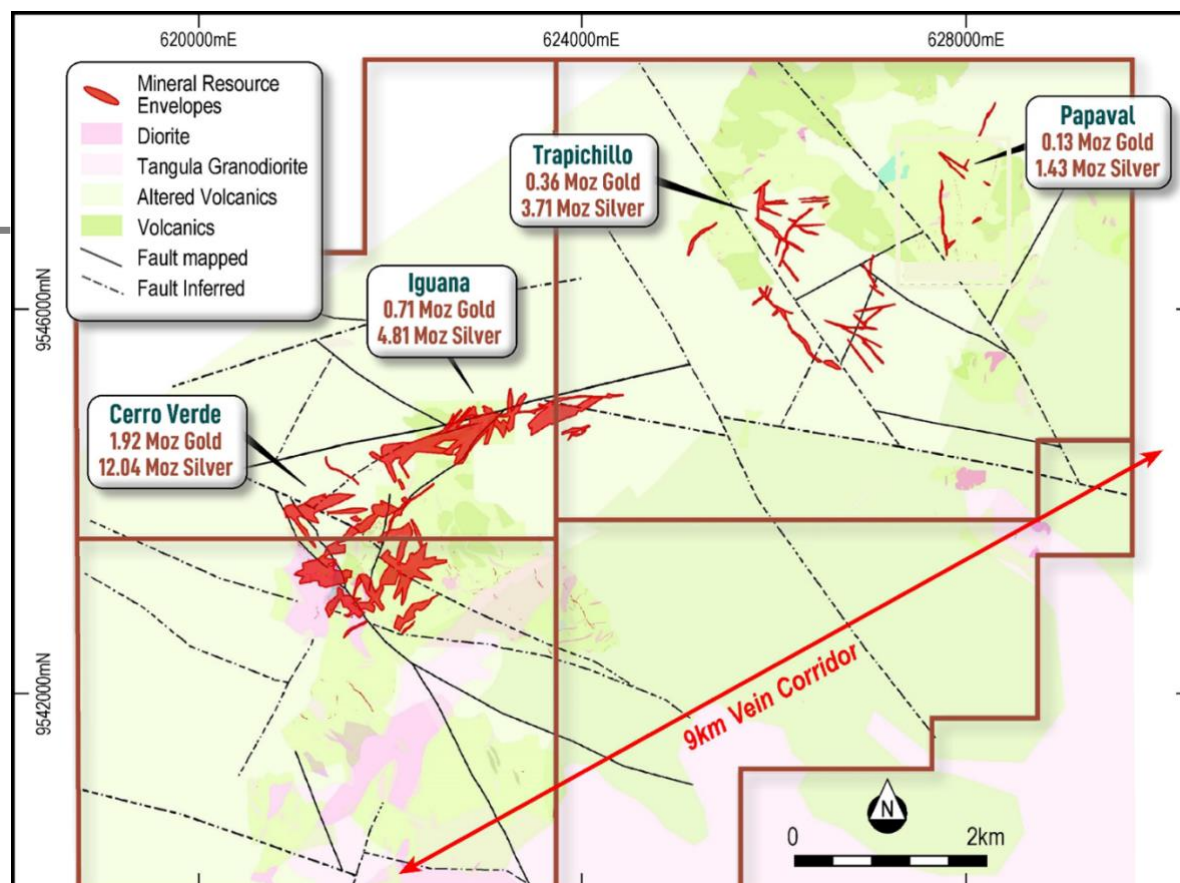 620000mE
624000mE
628000mE
Mineral Resource
Envelopes
Diorite
Tangula Granodiorite
Altered Volcanics
Volcanics
Fault mapped
Fault Inferred
Papaval
0.13 Moz Gold
1.43 Moz Silver
Trapichillo
0.36 Moz Gold
3.71 Moz Silver
Iguana
0.71 Moz Gold
4.81 Moz Silver
9546000mN
Cerro Verde
1.92 Moz Gold
12.04 Moz Silver
9542000mN
9km Vein Corridor
N
0
2km